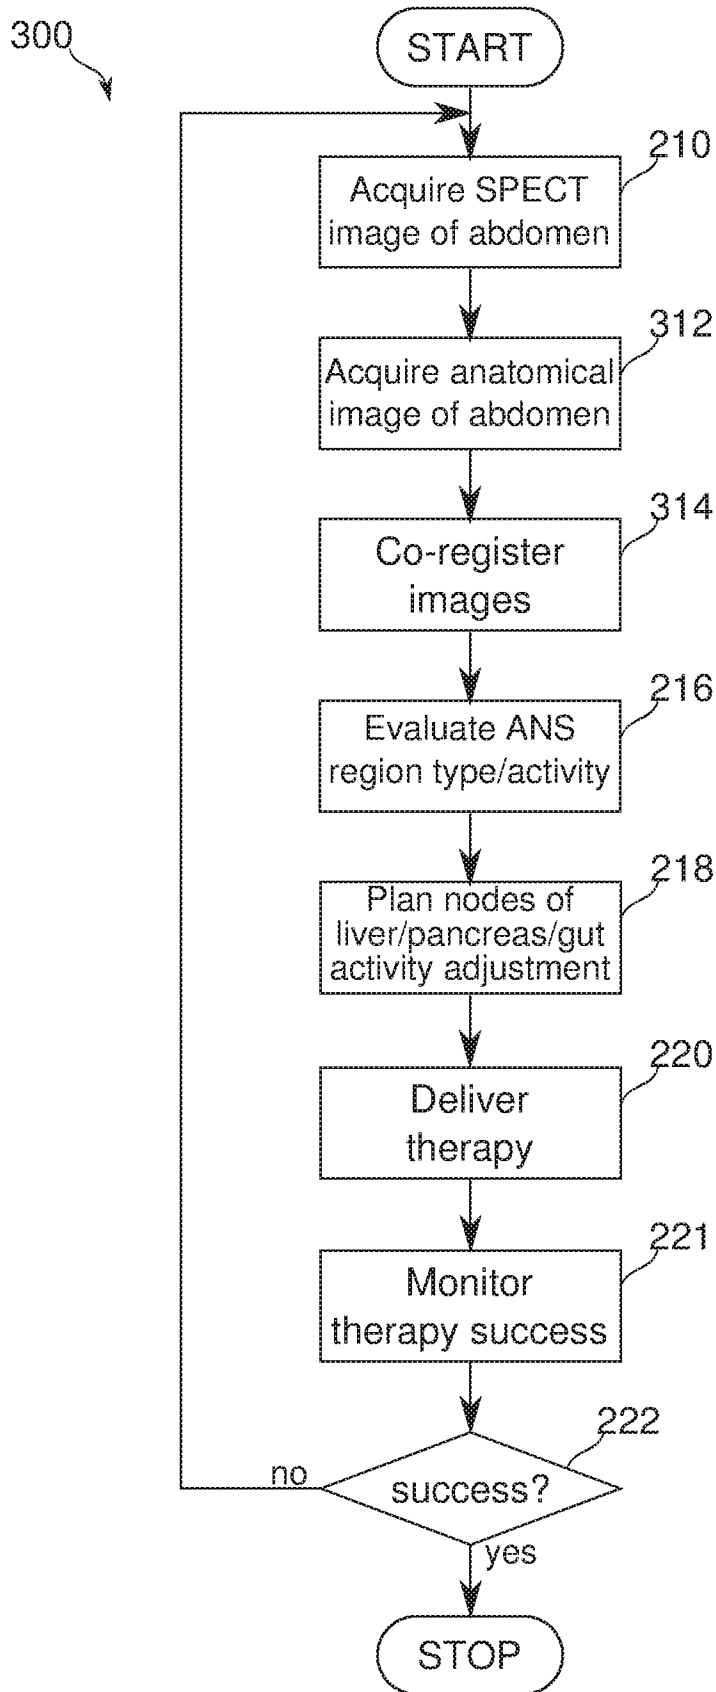 300
START
210
Acquire SPECT
image of abdomen
312
Acquire anatomical
image of abdomen
314
Co-register
images
216
Evaluate ANS
region type/activity
218
Plan nodes of
liver/pancreas/gut
activity adjustment
220
Deliver
therapy
221
Monitor
therapy success
222
no
success?
yes
STOP